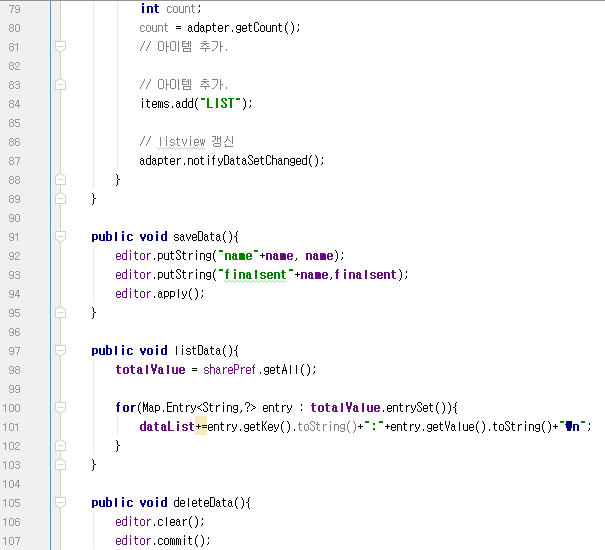 79 int count;
80 count = adapter.getCount();
81 // 아이템 추가.
82
83 // 아이템 추가.
84 items.add("LIST");
85
86 // listview 갱신
87 adapter.notifyDataSetChanged();
88 }
89 }
90
91 public void saveData(){
92 editor.putString("name"+name, name);
93 editor.putString("finalsent"+name,finalsent);
94 editor.apply();
95 }
96
97 public void listData(){
98 totalValue = sharePref.getAll();
99
100 for(Map.Entry<String,?> entry : totalValue.entrySet()){
101 dataList+=entry.getKey().toString()+":"+entry.getValue().toString()+"₩n";
102 }
103 }
104
105 public void deleteData(){
106 editor.clear();
107 editor.commit();